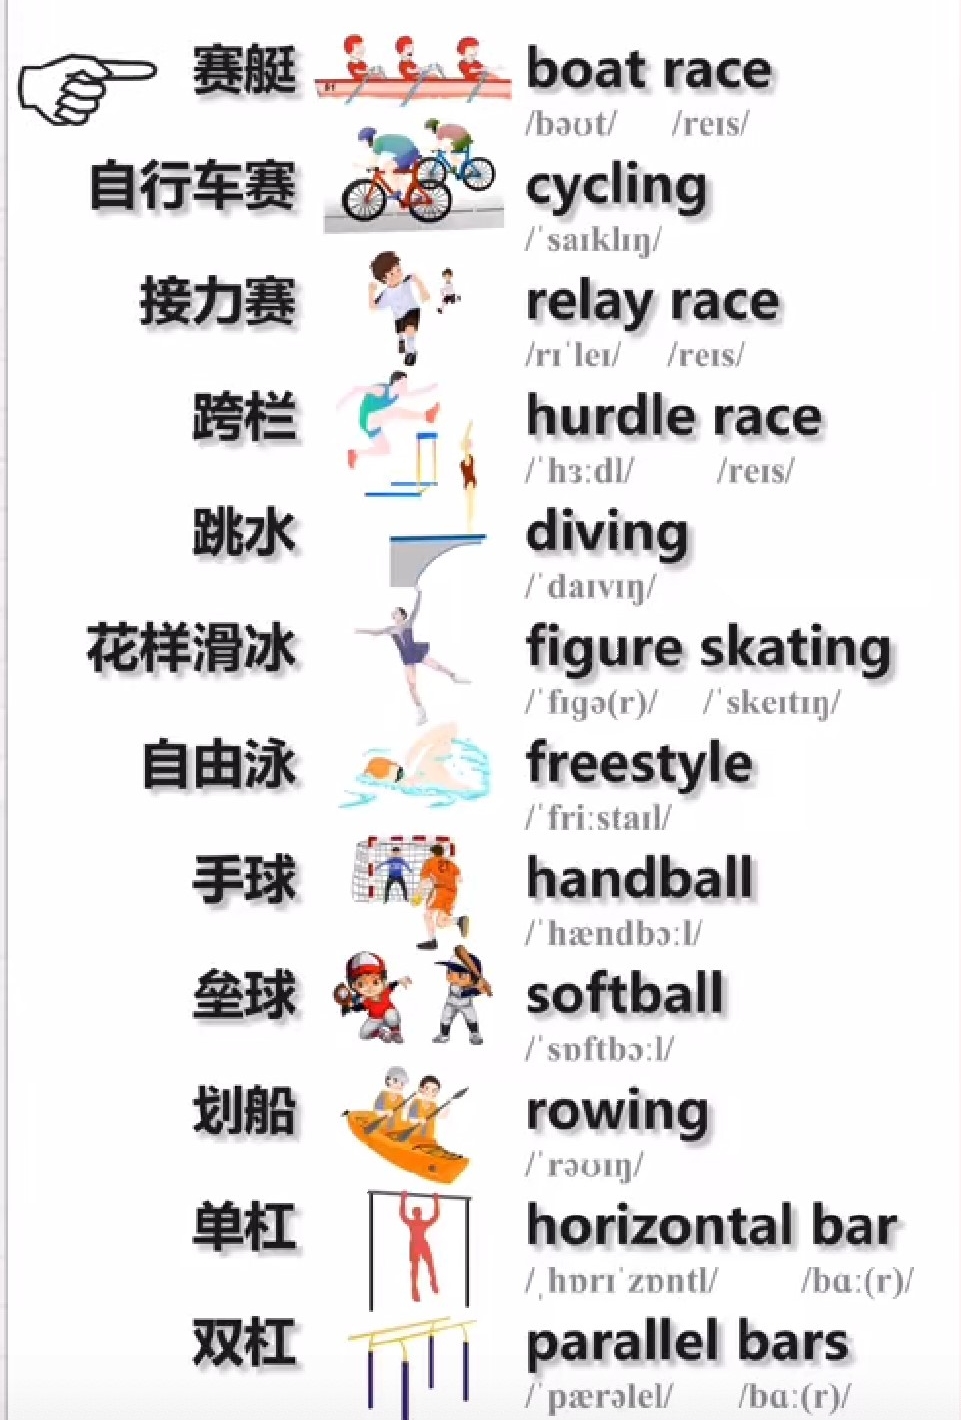 赛艇 boat race
/bəʊt/ /reɪs/
自行车赛 cycling
/ˈsaɪklɪŋ/
接力赛 relay race
/rɪˈleɪ/ /reɪs/
跨栏 hurdle race
/ˈhɜːdl/ /reɪs/
跳水 diving
/ˈdaɪvɪŋ/
花样滑冰 figure skating
/ˈfɪɡə(r)/ /ˈskeɪtɪŋ/
自由泳 freestyle
/ˈfriːstaɪl/
手球 handball
/ˈhændbɔːl/
垒球 softball
/ˈsɒftbɔːl/
划船 rowing
/ˈrəʊɪŋ/
单杠 horizontal bar
/ˌhɒrɪˈzɒntl/ /bɑː(r)/
双杠 parallel bars
/ˈpærəlel/ /bɑː(r)/